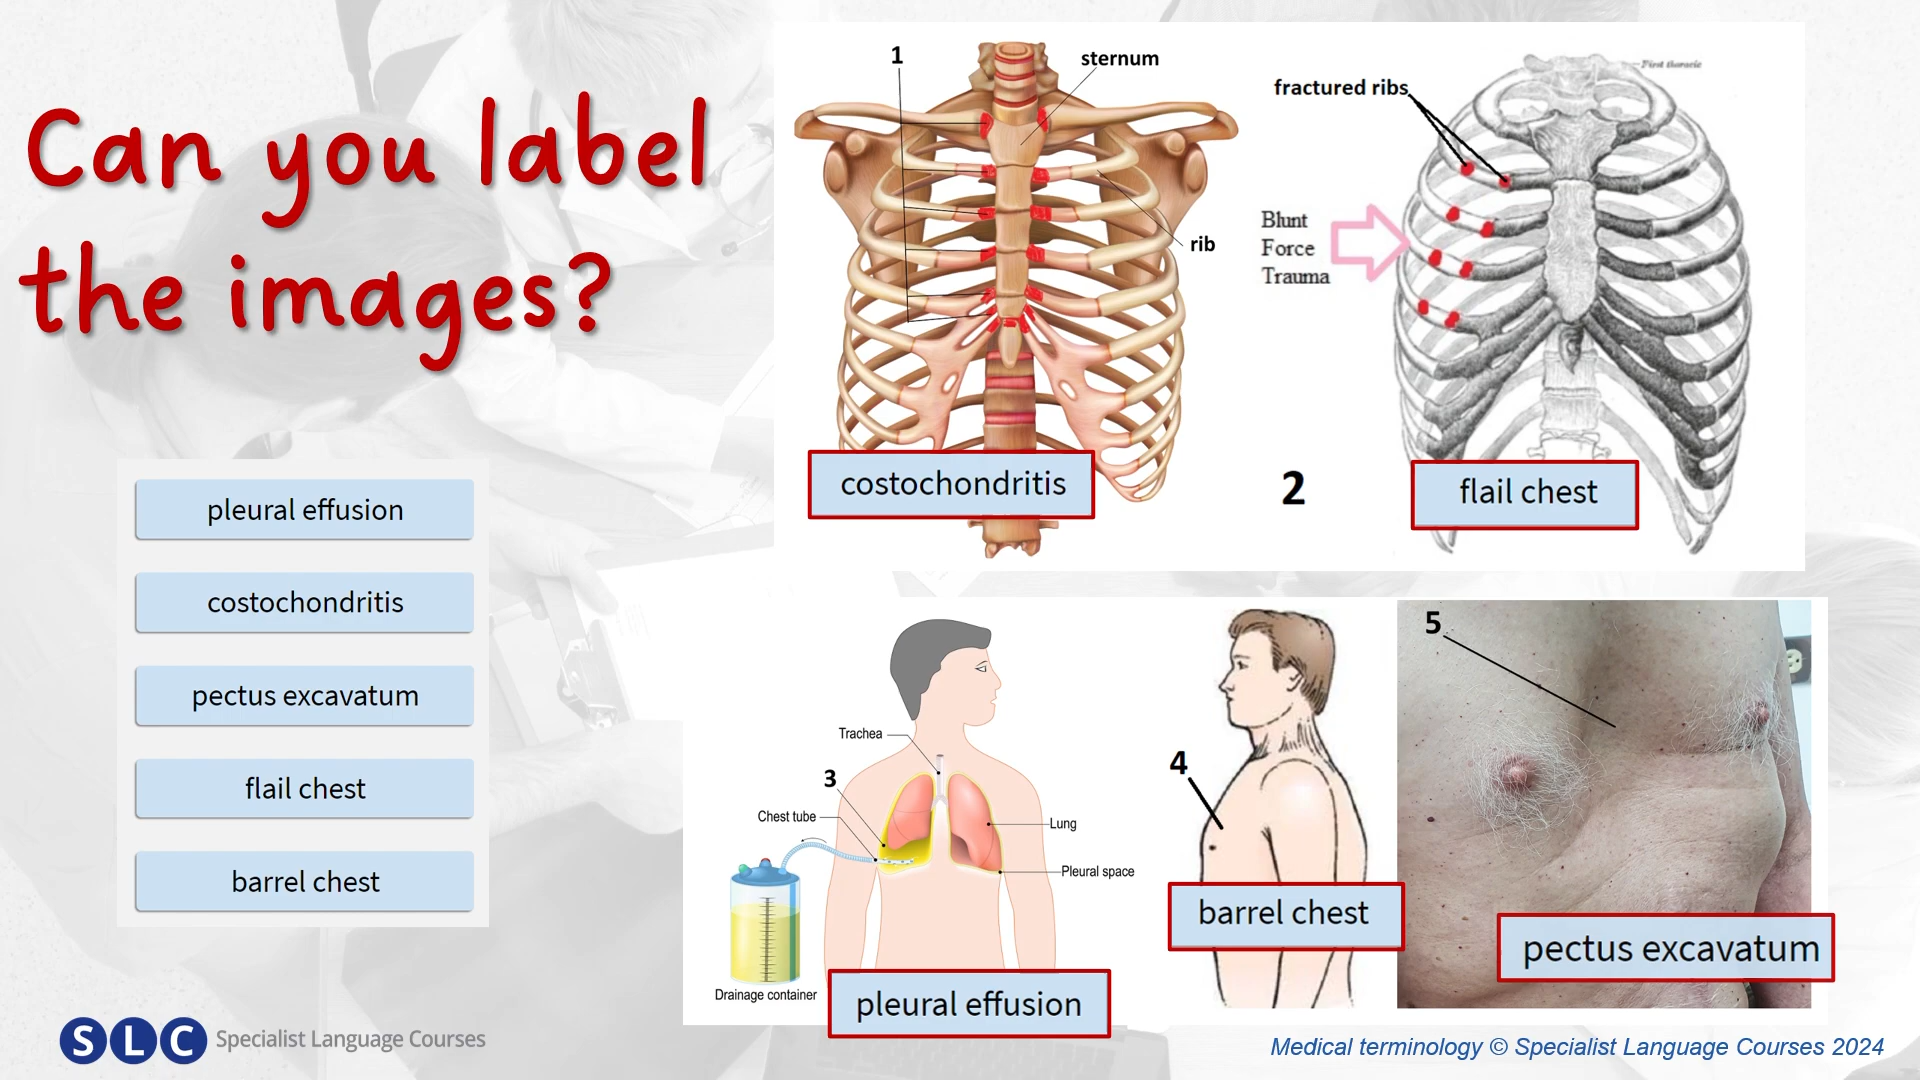 Can you label
the images?
pleural effusion
costochondritis
pectus excavatum
flail chest
barrel chest
1
sternum
rib
costochondritis
fractured ribs
First thoracic
Blunt
Force
Trauma
2
flail chest
Trachea
3
Chest tube
Lung
Pleural space
Drainage container
pleural effusion
4
barrel chest
5
pectus excavatum
SLC Specialist Language Courses
Medical terminology © Specialist Language Courses 2024